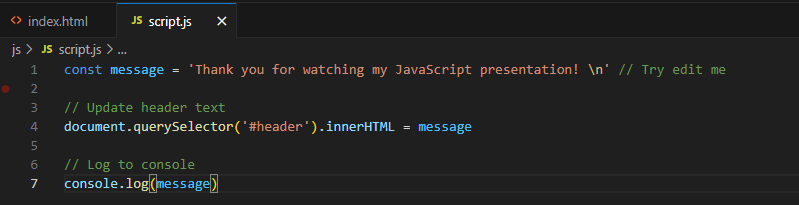 index.html JS script.js ×
js > JS script.js > ...
1 const message = 'Thank you for watching my JavaScript presentation! \n' // Try edit me
2
3 // Update header text
4 document.querySelector('#header').innerHTML = message
5
6 // Log to console
7 console.log(message)